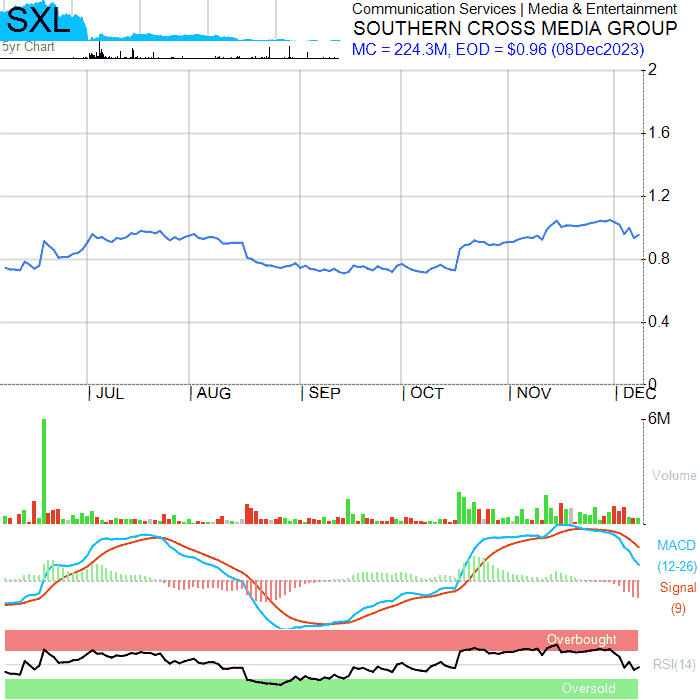 SXL
5yr Chart
Communication Services | Media & Entertainment
SOUTHERN CROSS MEDIA GROUP
MC = 224.3M, EOD = $0.96 (08Dec2023)
2
1.6
1.2
0.8
0.4
0
JUL AUG SEP OCT NOV DEC
6M
Volume
MACD
(12-26)
Signal
(9)
Overbought
RSI(14)
Oversold